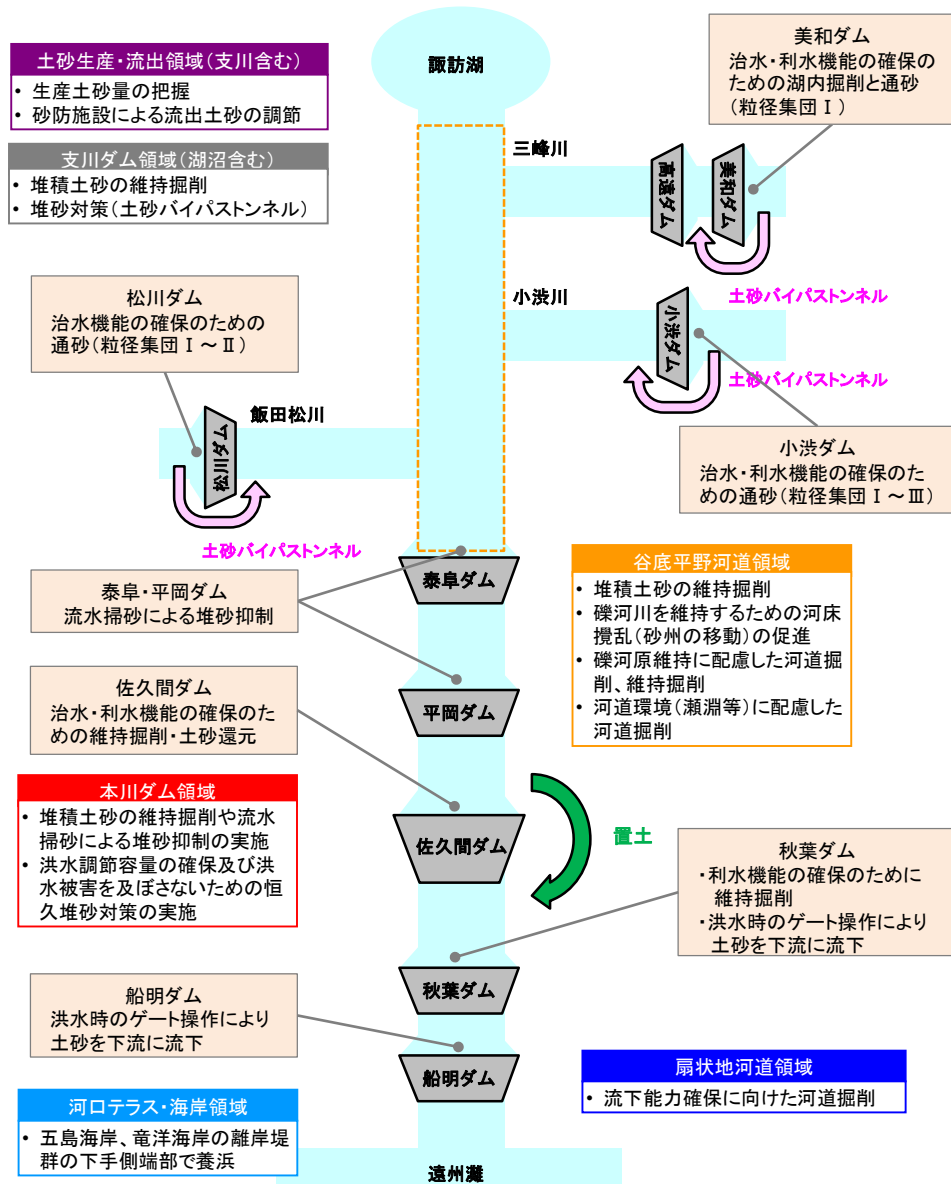 諏訪湖
土砂生産・流出領域(支川含む)
• 生産土砂量の把握
• 砂防施設による流出土砂の調節
支川ダム領域(湖沼含む)
• 堆積土砂の維持掘削
• 堆砂対策(土砂バイパストンネル)
美和ダム
治水・利水機能の確保の
ための湖内掘削と通砂
(粒径集団Ⅰ)
三峰川
高遠ダム
美和ダム
土砂バイパストンネル
松川ダム
治水機能の確保のための
通砂(粒径集団Ⅰ～Ⅱ)
小渋川
小渋ダム
土砂バイパストンネル
飯田松川
松川ダム
土砂バイパストンネル
小渋ダム
治水・利水機能の確保のた
めの通砂(粒径集団Ⅰ～Ⅲ)
泰阜ダム
泰阜・平岡ダム
流水掃砂による堆砂抑制
谷底平野河道領域
• 堆積土砂の維持掘削
• 礫河川を維持するための河床
攪乱(砂州の移動)の促進
• 礫河原維持に配慮した河道掘
削、維持掘削
• 河道環境(瀬淵等)に配慮した
河道掘削
平岡ダム
佐久間ダム
治水・利水機能の確保のた
めの維持掘削・土砂還元
本川ダム領域
• 堆積土砂の維持掘削や流水
掃砂による堆砂抑制の実施
• 洪水調節容量の確保及び洪
水被害を及ぼさないための恒
久堆砂対策の実施
佐久間ダム
置土
秋葉ダム
・利水機能の確保のために
維持掘削
・洪水時のゲート操作により
土砂を下流に流下
秋葉ダム
船明ダム
洪水時のゲート操作により
土砂を下流に流下
船明ダム
扇状地河道領域
• 流下能力確保に向けた河道掘削
河口テラス・海岸領域
• 五島海岸、竜洋海岸の離岸堤
群の下手側端部で養浜
遠州灘